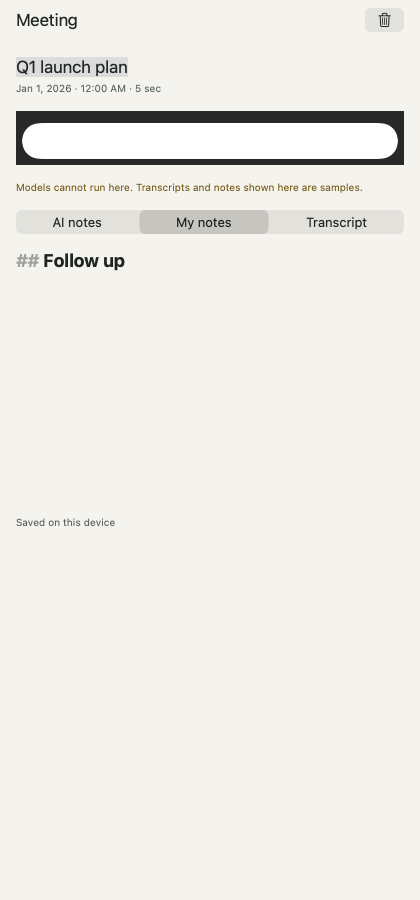 Meeting
Q1 launch plan
Jan 1, 2026 · 12:00 AM · 5 sec
Models cannot run here. Transcripts and notes shown here are samples.
AI notes
My notes
Transcript
## Follow up
Saved on this device